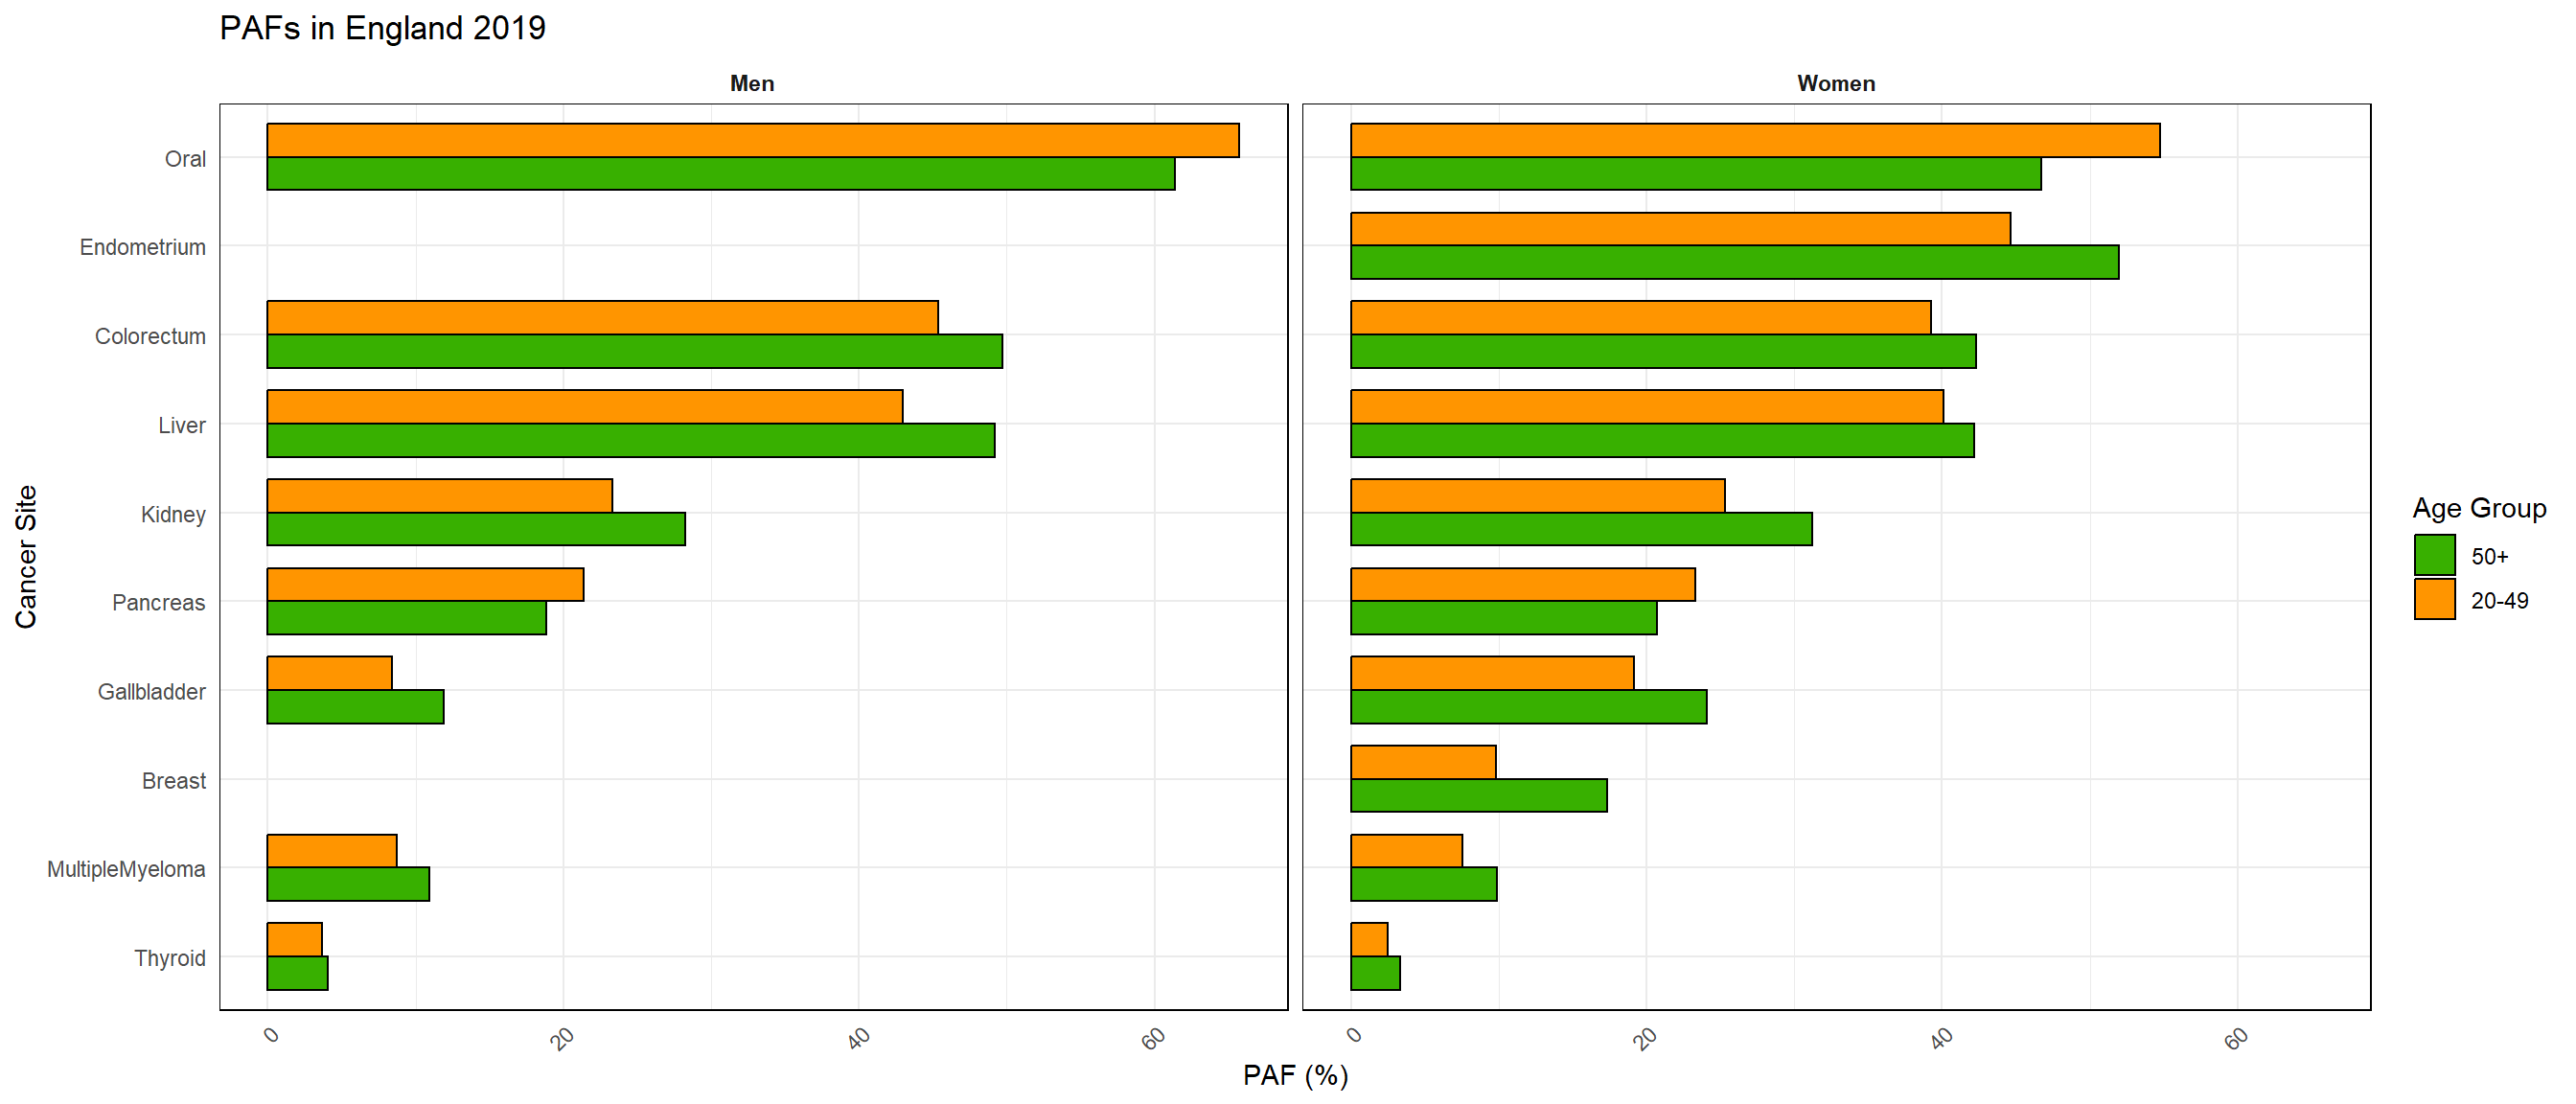 PAFs in England 2019
Men
Women
Cancer Site
Oral
Endometrium
Colorectum
Liver
Kidney
Pancreas
Gallbladder
Breast
MultipleMyeloma
Thyroid
0
20
40
60
0
20
40
60
PAF (%)
Age Group
50+
20-49